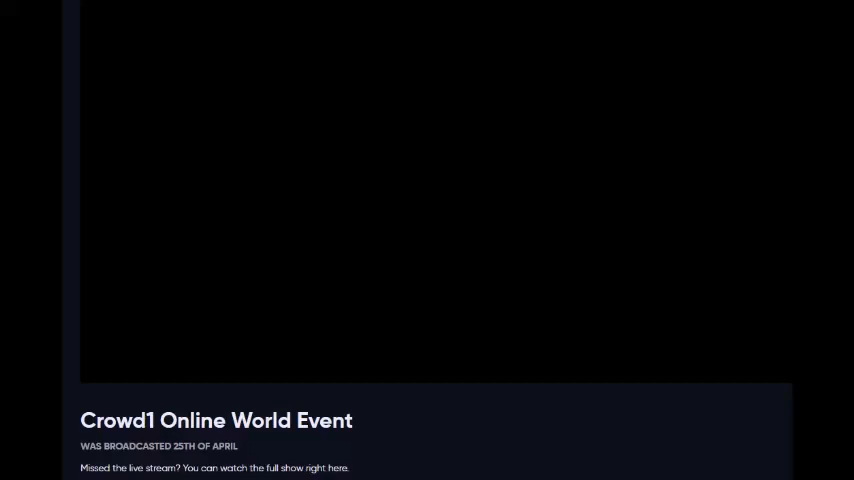 Crowd1 Online World Event
WAS BROADCASTED 25TH OF APRIL
Missed the live stream? You can watch the full show right here.